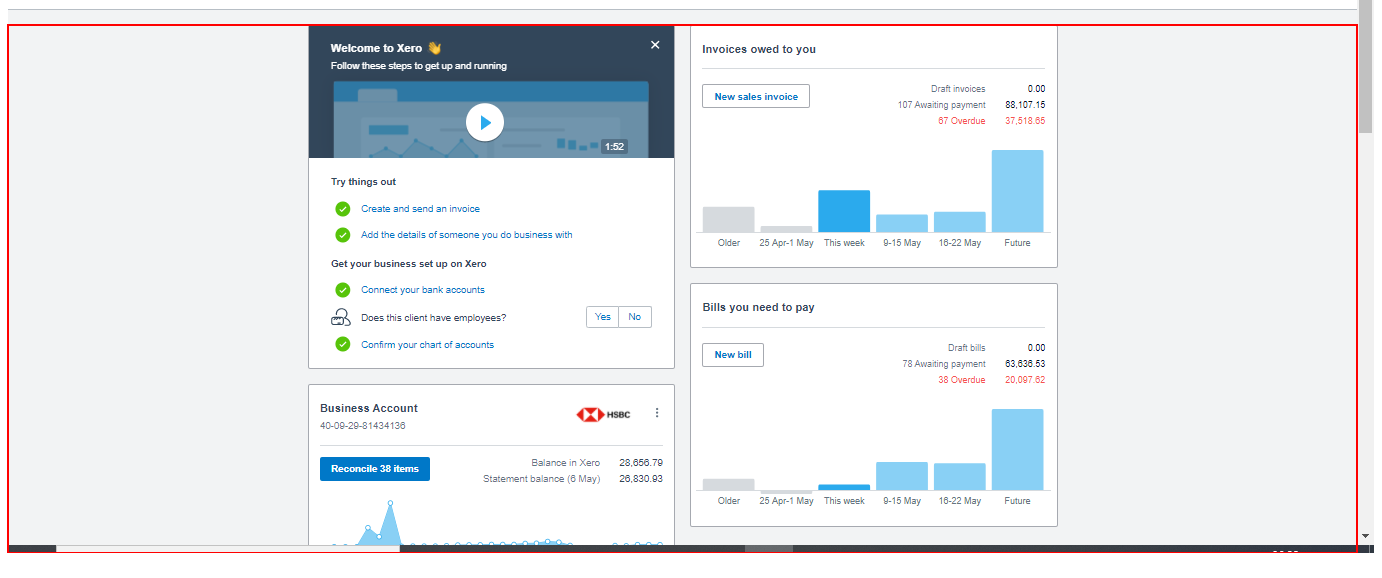 Welcome to Xero 👋
Follow these steps to get up and running
1:52
Try things out
Create and send an invoice
Add the details of someone you do business with
Get your business set up on Xero
Connect your bank accounts
Does this client have employees? Yes No
Confirm your chart of accounts
Business Account
40-09-29-81434136
HSBC
Reconcile 38 items
Balance in Xero 28,656.79
Statement balance (6 May) 26,830.93
Invoices owed to you
New sales invoice
Draft invoices 0.00
107 Awaiting payment 88,107.15
67 Overdue 37,518.65
Older 25 Apr-1 May This week 9-15 May 16-22 May Future
Bills you need to pay
New bill
Draft bills 0.00
78 Awaiting payment 63,636.53
38 Overdue 20,097.62
Older 25 Apr-1 May This week 9-15 May 16-22 May Future